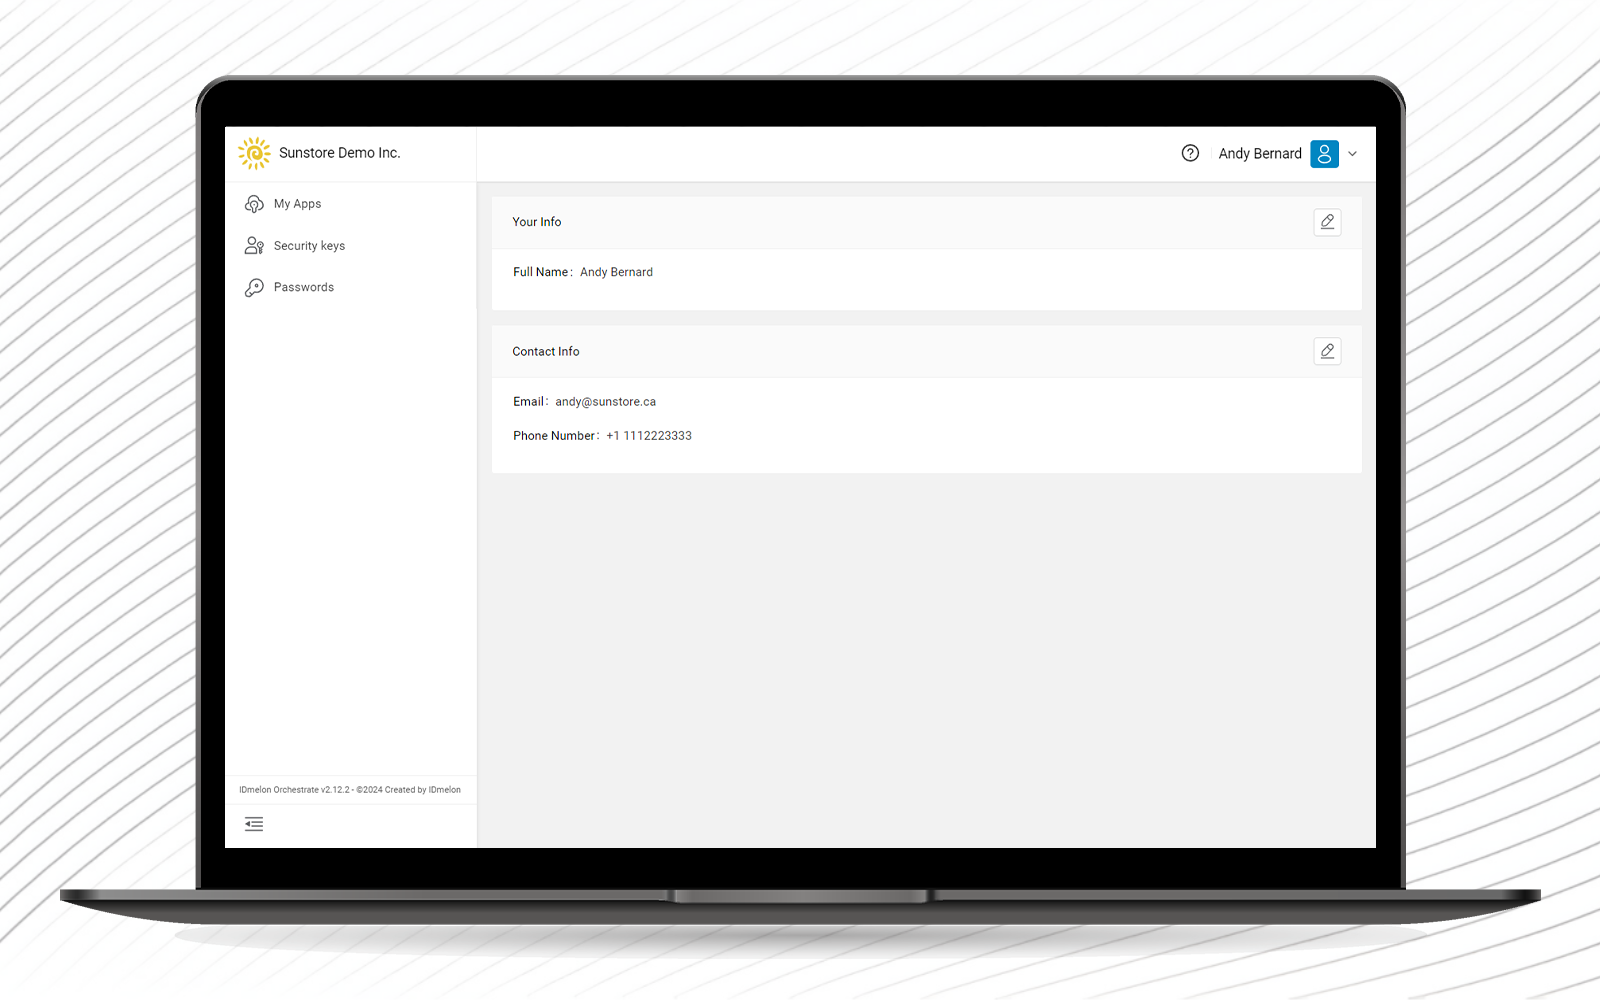 Sunstore Demo Inc.
Andy Bernard
My Apps
Security keys
Passwords
Your Info
Full Name: Andy Bernard
Contact Info
Email: andy@sunstore.ca
Phone Number: +1 1112223333
IDmelon Orchestrate v2.12.2 - ©2024 Created by IDmelon